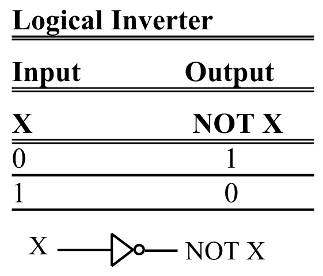 Logical Inverter
Input Output
X NOT X
0 1
1 0
X NOT X